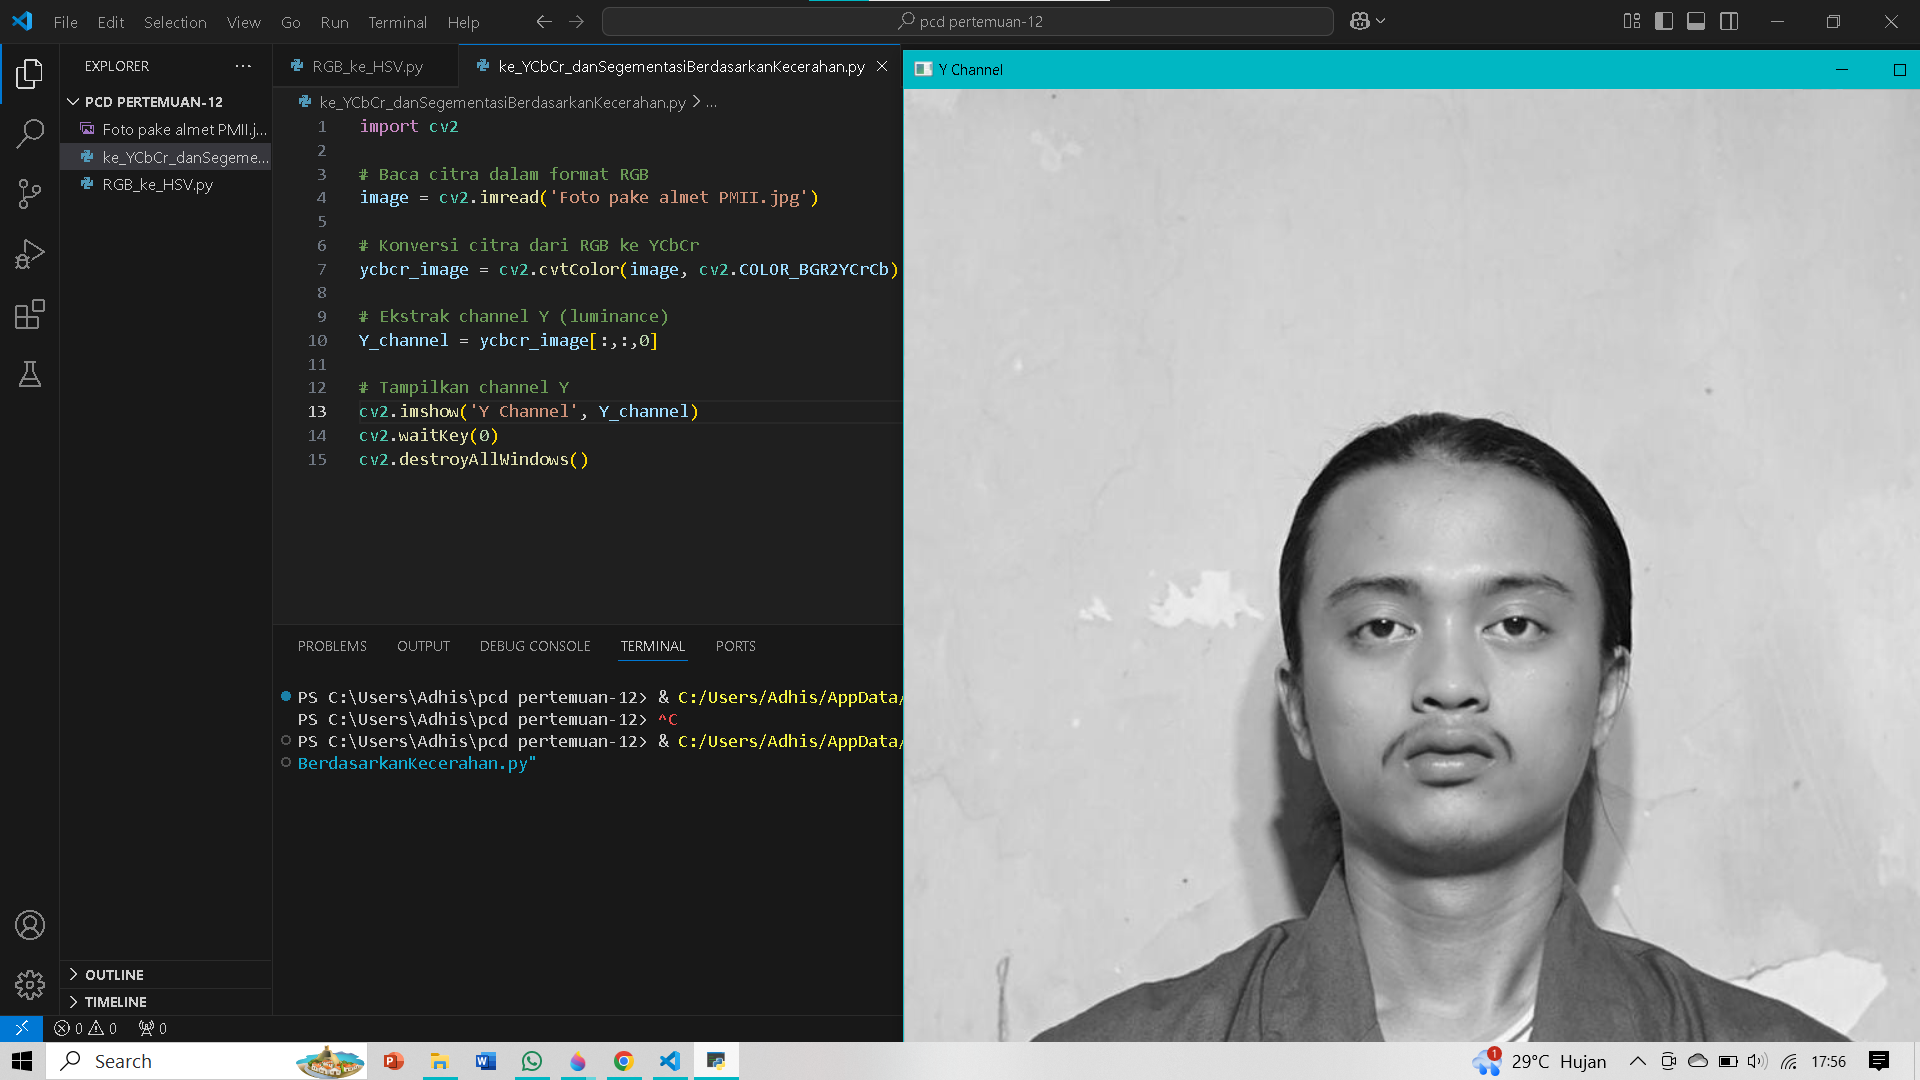 File Edit Selection View Go Run Terminal Help
pcd pertemuan-12
EXPLORER
PCD PERTEMUAN-12
Foto pake almet PMII.j...
ke_YCbCr_danSegeme...
RGB_ke_HSV.py
OUTLINE
TIMELINE
RGB_ke_HSV.py
ke_YCbCr_danSegementasiBerdasarkanKecerahan.py
ke_YCbCr_danSegementasiBerdasarkanKecerahan.py > ...
1 import cv2
2
3 # Baca citra dalam format RGB
4 image = cv2.imread('Foto pake almet PMII.jpg')
5
6 # Konversi citra dari RGB ke YCbCr
7 ycbcr_image = cv2.cvtColor(image, cv2.COLOR_BGR2YCrCb)
8
9 # Ekstrak channel Y (luminance)
10 Y_channel = ycbcr_image[:,:,0]
11
12 # Tampilkan channel Y
13 cv2.imshow('Y Channel', Y_channel)
14 cv2.waitKey(0)
15 cv2.destroyAllWindows()
PROBLEMS OUTPUT DEBUG CONSOLE TERMINAL PORTS
PS C:\Users\Adhis\pcd pertemuan-12> & C:/Users/Adhis/AppData/
PS C:\Users\Adhis\pcd pertemuan-12> ^C
PS C:\Users\Adhis\pcd pertemuan-12> & C:/Users/Adhis/AppData/
BerdasarkanKecerahan.py"
Y Channel
0 0 0
Search
1 29°C Hujan 17:56